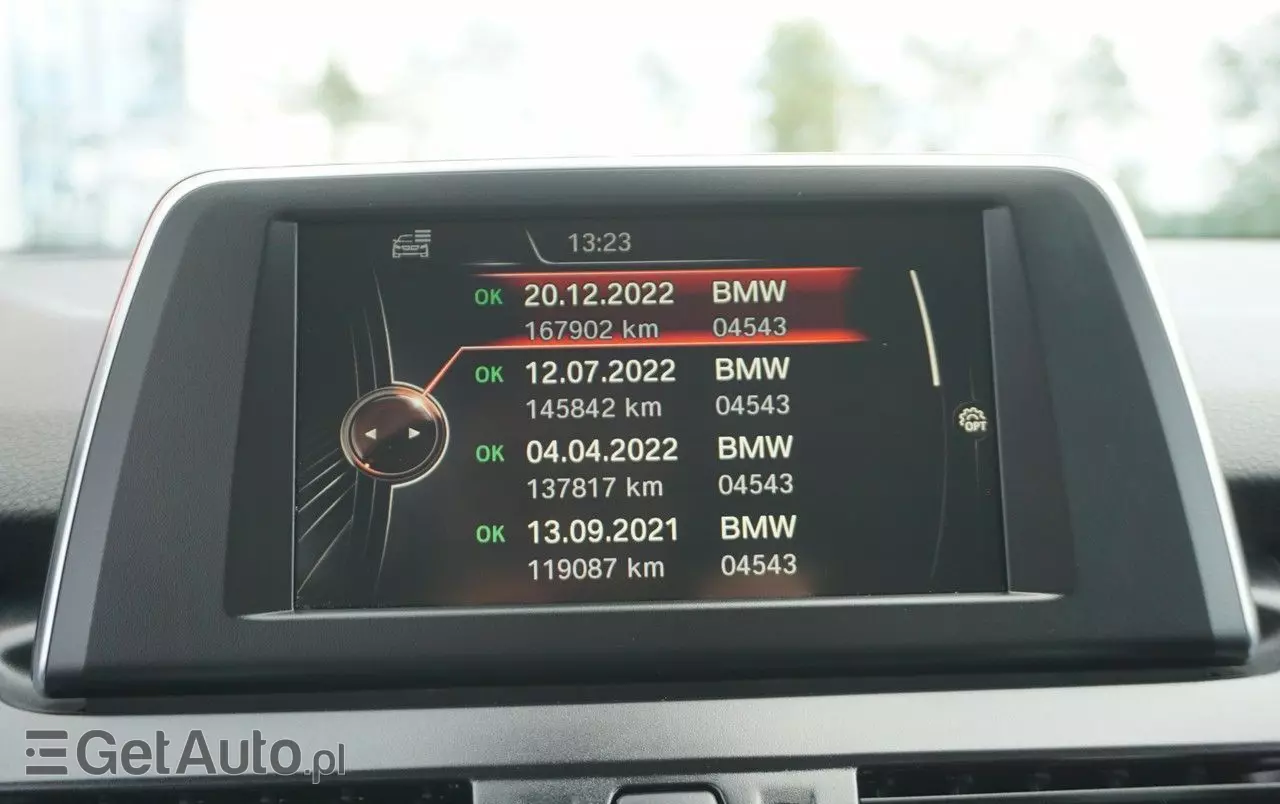 13:23
OK 20.12.2022 BMW
167902 km 04543
OK 12.07.2022 BMW
145842 km 04543
OK 04.04.2022 BMW
137817 km 04543
OK 13.09.2021 BMW
119087 km 04543
OPT
GetAuto.pl